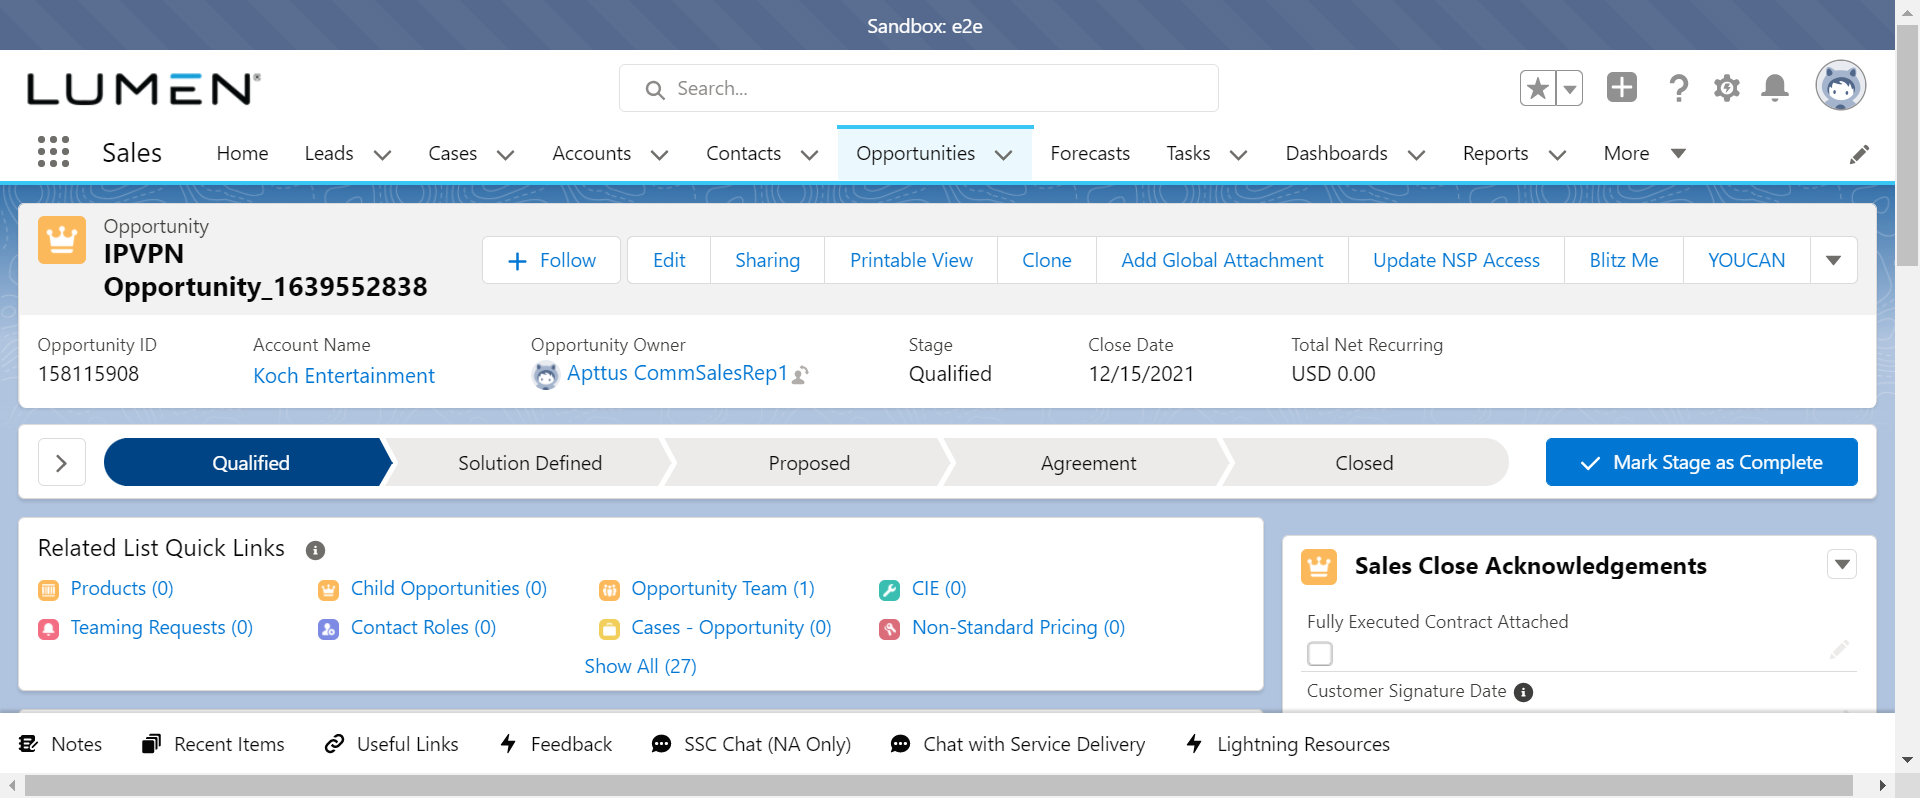 Sandbox: e2e
LUMEN
Search...
Sales Home Leads Cases Accounts Contacts Opportunities Forecasts Tasks Dashboards Reports More
Opportunity
IPVPN
Opportunity_1639552838
Follow Edit Sharing Printable View Clone Add Global Attachment Update NSP Access Blitz Me YOUCAN
Opportunity ID Account Name Opportunity Owner Stage Close Date Total Net Recurring
158115908 Koch Entertainment Apttus CommSalesRep1 Qualified 12/15/2021 USD 0.00
Qualified Solution Defined Proposed Agreement Closed Mark Stage as Complete
Related List Quick Links
Products (0) Child Opportunities (0) Opportunity Team (1) CIE (0)
Teaming Requests (0) Contact Roles (0) Cases - Opportunity (0) Non-Standard Pricing (0)
Show All (27)
Sales Close Acknowledgements
Fully Executed Contract Attached
Customer Signature Date
Notes Recent Items Useful Links Feedback SSC Chat (NA Only) Chat with Service Delivery Lightning Resources